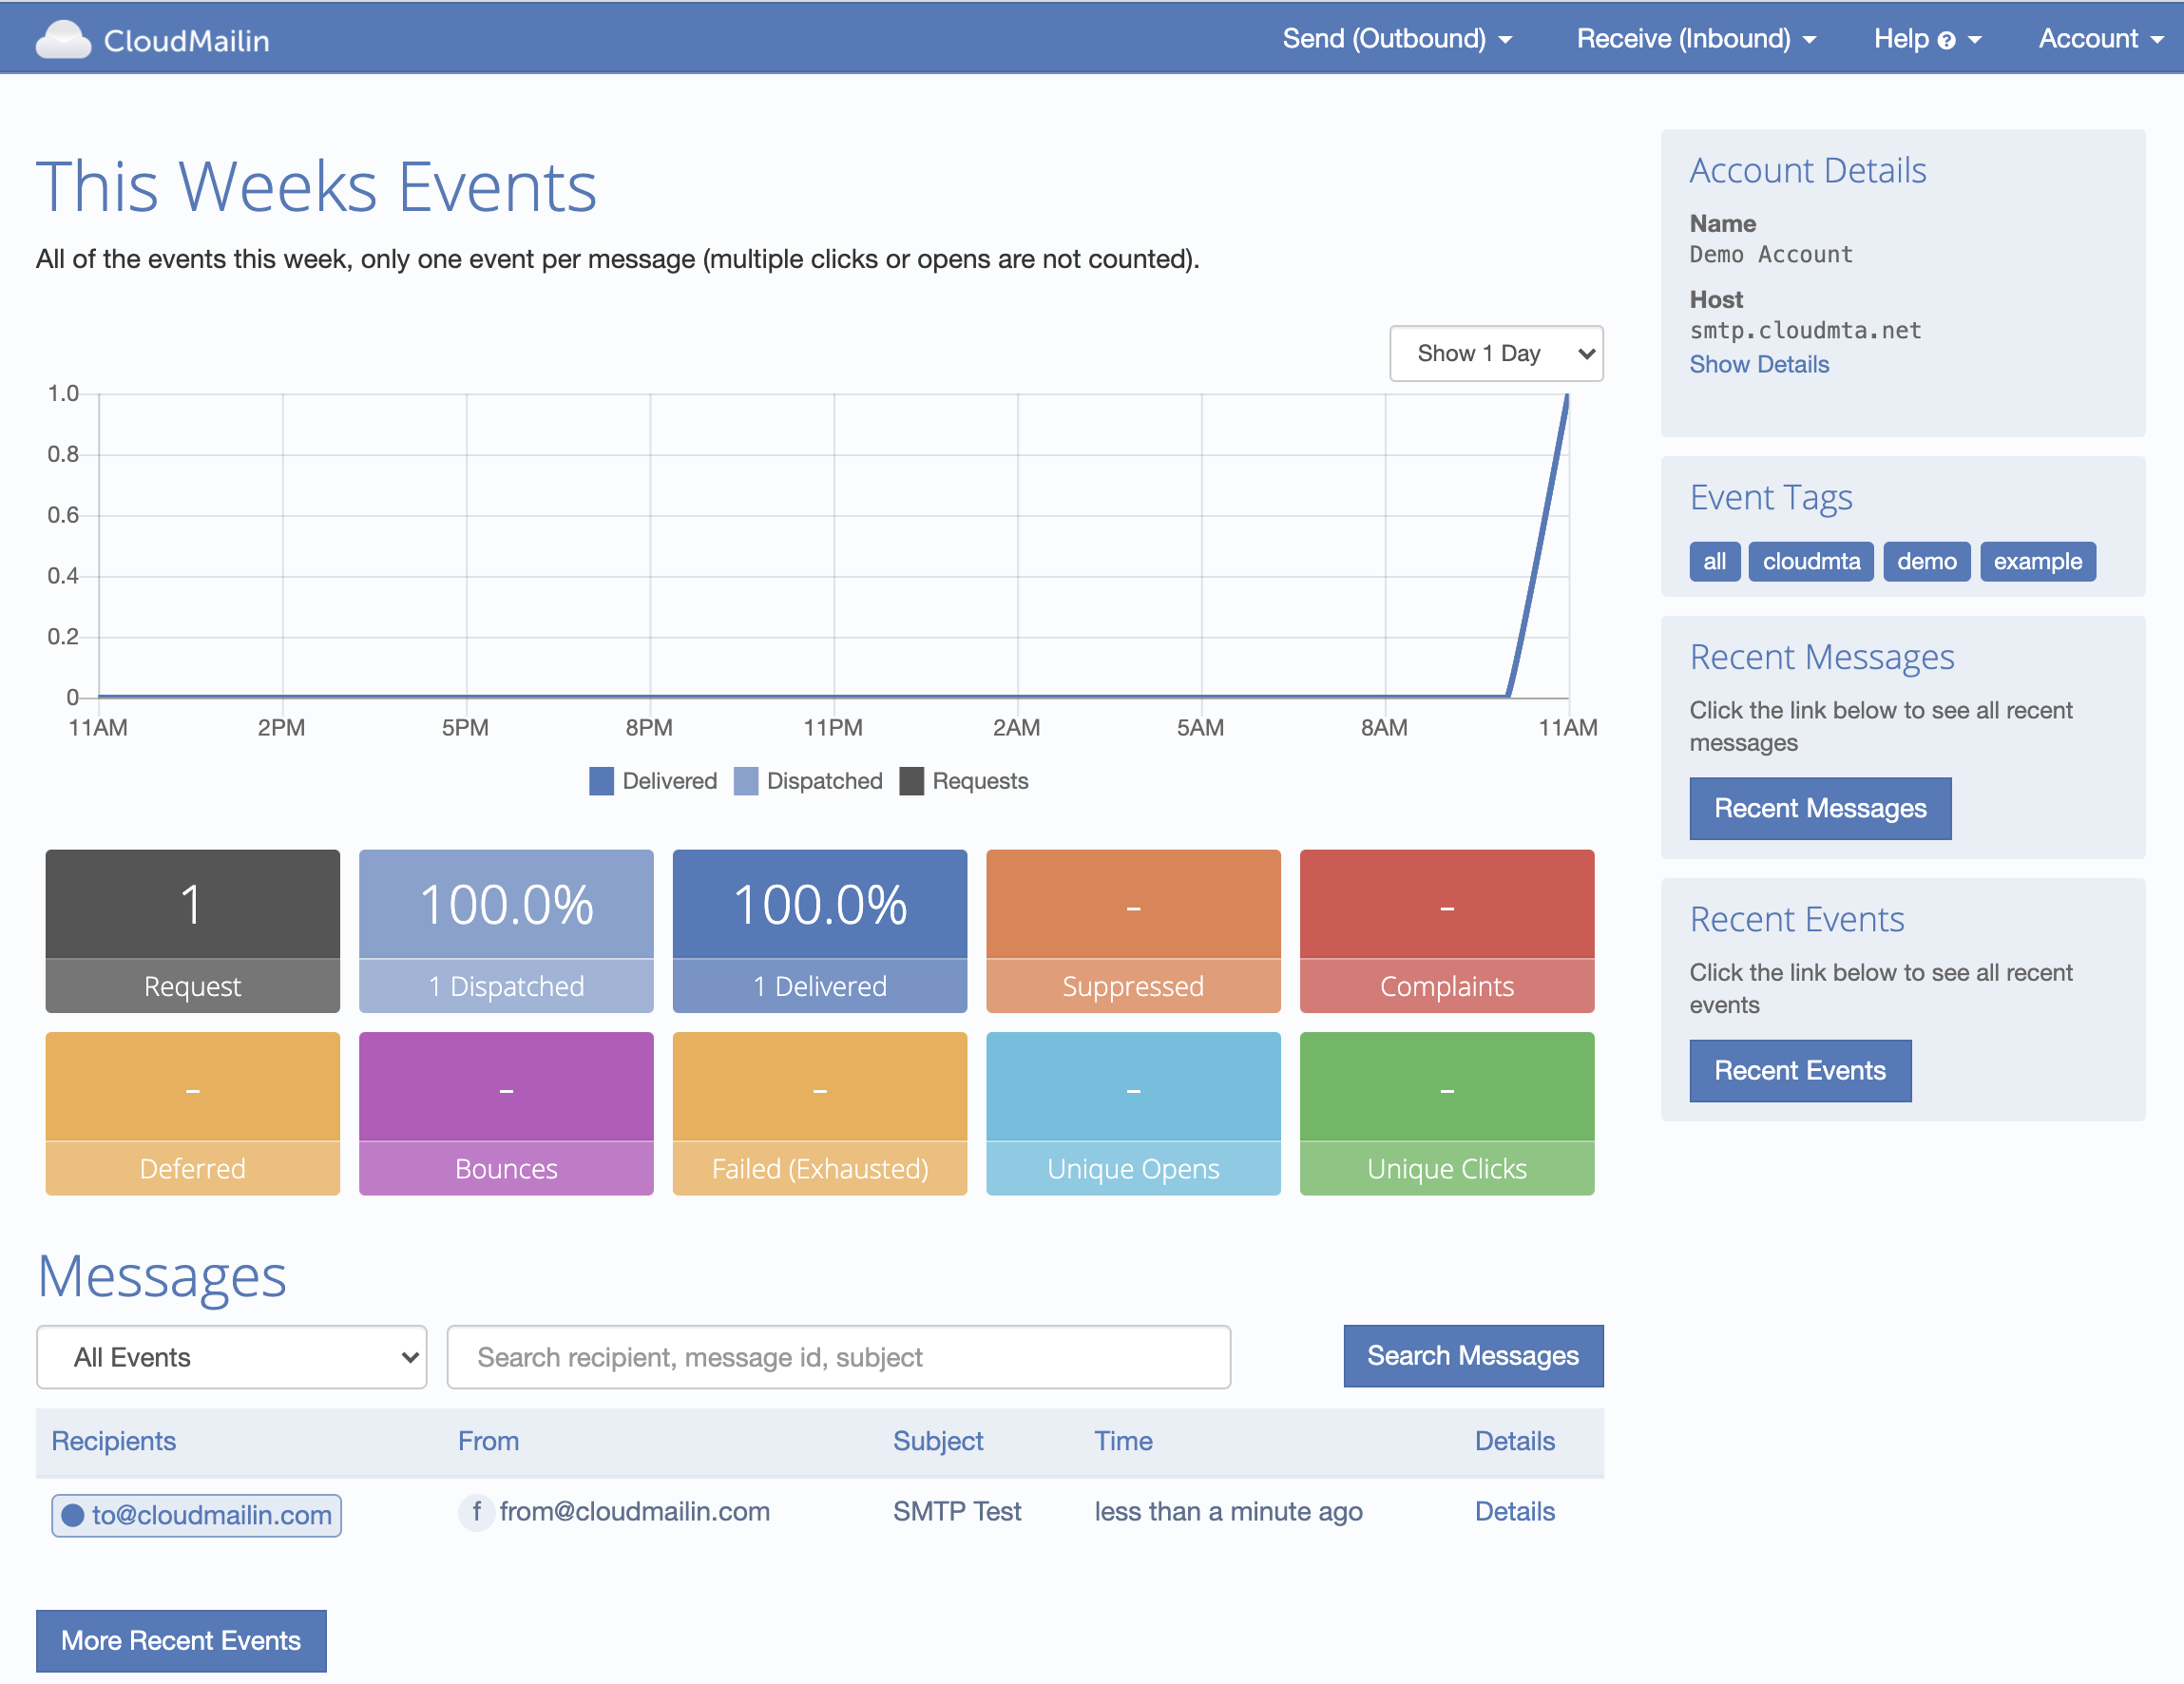 CloudMailin
Send (Outbound)
Receive (Inbound)
Help ?
Account
This Weeks Events
All of the events this week, only one event per message (multiple clicks or opens are not counted).
Show 1 Day
1.0
0.8
0.6
0.4
0.2
0
11AM 2PM 5PM 8PM 11PM 2AM 5AM 8AM 11AM
Delivered Dispatched Requests
1
Request
100.0%
1 Dispatched
100.0%
1 Delivered
-
Suppressed
-
Complaints
-
Deferred
-
Bounces
-
Failed (Exhausted)
-
Unique Opens
-
Unique Clicks
Messages
All Events
Search recipient, message id, subject
Search Messages
Recipients From Subject Time Details
to@cloudmailin.com f from@cloudmailin.com SMTP Test less than a minute ago Details
More Recent Events
Account Details
Name
Demo Account
Host
smtp.cloudmta.net
Show Details
Event Tags
all cloudmta demo example
Recent Messages
Click the link below to see all recent
messages
Recent Messages
Recent Events
Click the link below to see all recent
events
Recent Events